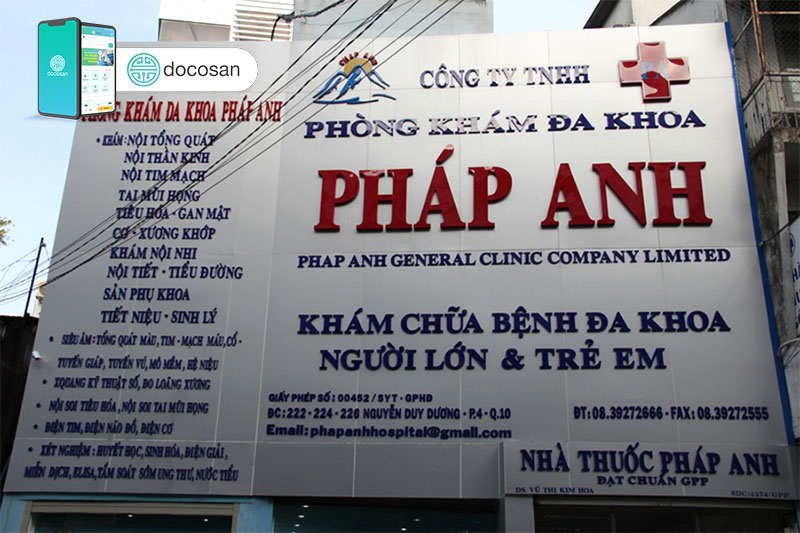 docosan
docosan
PHÒNG KHÁM ĐA KHOA PHÁP ANH
• KHÁM: NỘI TỔNG QUÁT
NỘI THẦN KINH
NỘI TIM MẠCH
TAI MŨI HỌNG
TIÊU HÓA - GAN MẬT
CƠ - XƯƠNG KHỚP
KHÁM NỘI NHI
NỘI TIẾT - TIỂU ĐƯỜNG
SẢN PHỤ KHOA
TIẾT NIỆU - SINH LÝ
• SIÊU ÂM: TỔNG QUÁT MÀU, TIM - MẠCH MÁU, CỔ -
TUYẾN GIÁP, TUYẾN VÚ, MÔ MỀM, HỆ NIỆU
• XQUANG KỸ THUẬT SỐ, ĐO LOÃNG XƯƠNG
• NỘI SOI TIÊU HÓA, NỘI SOI TAI MŨI HỌNG
• ĐIỆN TIM, ĐIỆN NÃO ĐỒ, ĐIỆN CƠ
• XÉT NGHIỆM: HUYẾT HỌC, SINH HÓA, ĐIỆN GIẢI,
MIỄN DỊCH, ELISA, TẦM SOÁT SỚM UNG THƯ, NƯỚC TIỂU
PHÁP ANH
CÔNG TY TNHH
PA
PHÒNG KHÁM ĐA KHOA
PHÁP ANH
PHAP ANH GENERAL CLINIC COMPANY LIMITED
KHÁM CHỮA BỆNH ĐA KHOA
NGƯỜI LỚN & TRẺ EM
GIẤY PHÉP SỐ: 00452/SYT-GPHĐ
ĐC: 222 - 224 - 226 NGUYỄN DUY DƯƠNG - P.4 - Q.10
ĐT: 08.39272666 - FAX: 08.39272555
Email: phapanhhospital@gmail.com
NHÀ THUỐC PHÁP ANH
ĐẠT CHUẨN GPP
DS. VŨ THỊ KIM HOA
SĐC: 4274/GPP